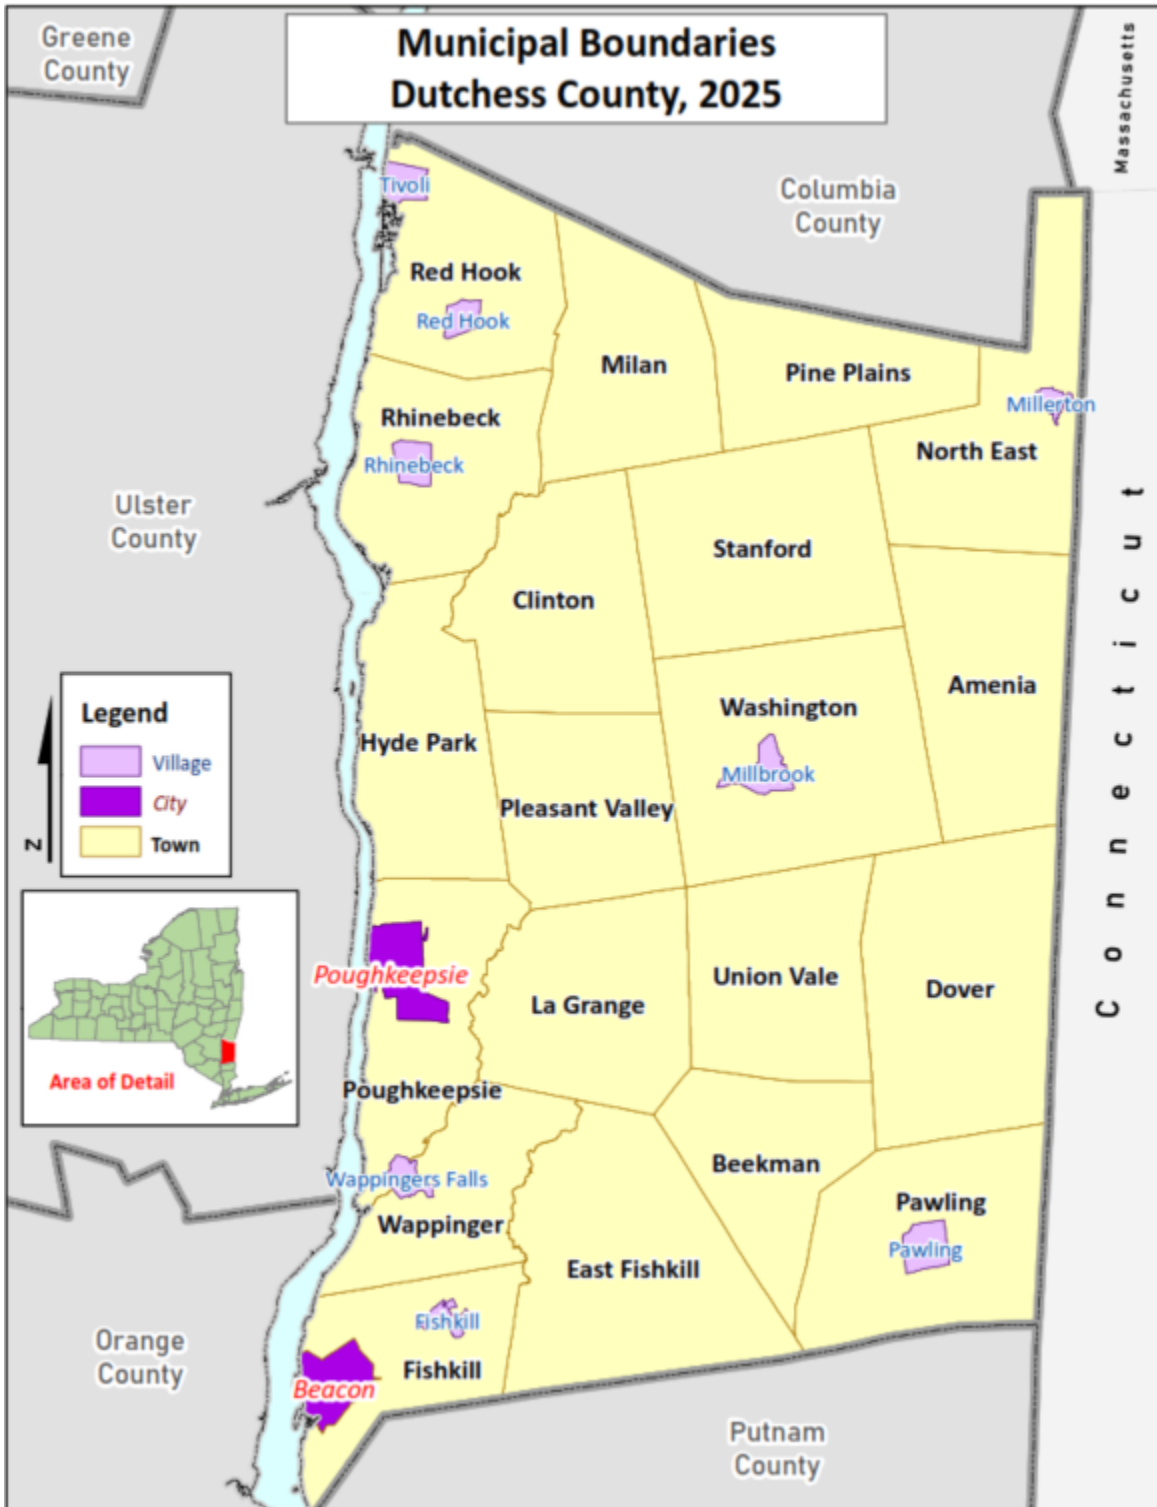 Municipal Boundaries
Dutchess County, 2025
Greene
County
Massachusetts
Columbia
County
Tivoli
Red Hook
Red Hook
Milan
Pine Plains
Millerton
Rhinebeck
Rhinebeck
North East
Ulster
County
Stanford
Clinton
Connecticut
Amenia
Washington
Legend
Village
City
Town
Hyde Park
Millbrook
Pleasant Valley
N
Poughkeepsie
Union Vale
Dover
La Grange
Area of Detail
Poughkeepsie
Beekman
Wappingers Falls
Pawling
Pawling
Wappinger
East Fishkill
Fishkill
Orange
County
Fishkill
Beacon
Putnam
County